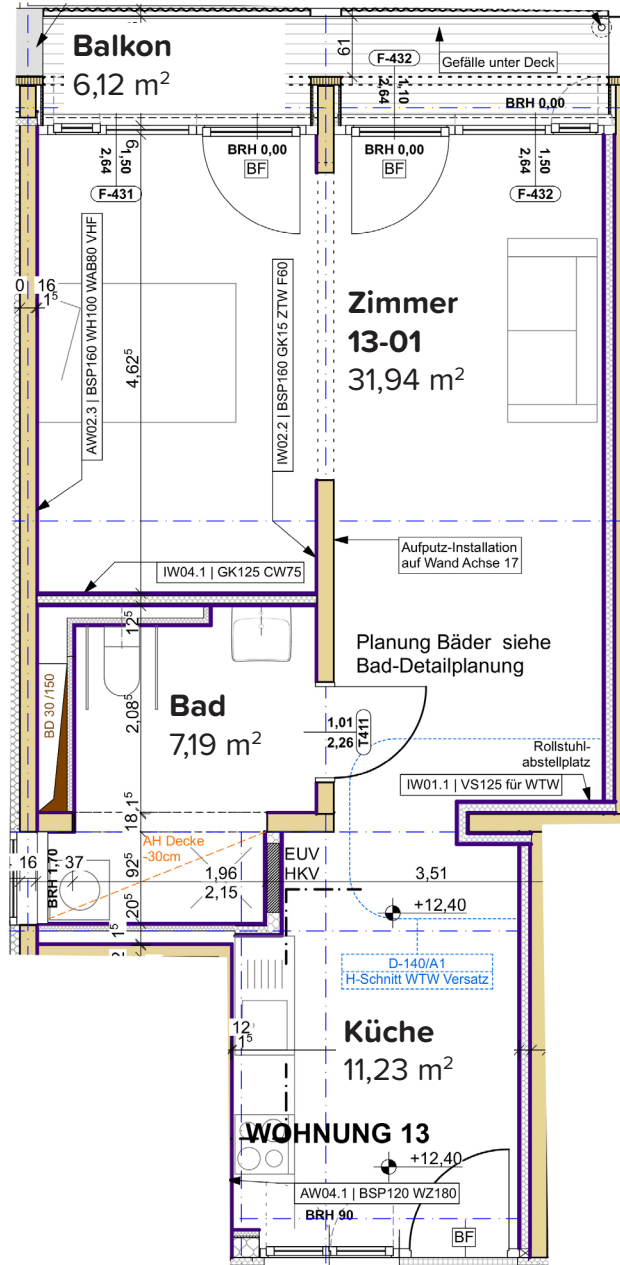 Balkon
6,12 m²
19
F-432
1,10
2,64
Gefälle unter Deck
BRH 0,00
9
1,50
2,64
F-431
BRH 0,00
BF
BRH 0,00
BF
1,50
2,64
F-432
0 16
1⁵
AW02.3 | BSP160 WH100 WAB80 VHF
4,62⁵
IW02.2 | BSP160 GK15 ZTW F60
Zimmer
13-01
31,94 m²
IW04.1 | GK125 CW75
Aufputz-Installation
auf Wand Achse 17
12⁵
BD 30 /150
2,08⁵
Bad
7,19 m²
Planung Bäder siehe
Bad-Detailplanung
1,01
2,26
T411
Rollstuhl-
abstellplatz
IW01.1 | VS125 für WTW
18,1⁵
AH Decke
-30cm
EUV
HKV
16
BRH 1,70
37
92⁵
1,96
2,15
3,51
20⁵
+12,40
1⁵
2
D-140/A1
H-Schnitt WTW Versatz
12
1⁵
Küche
11,23 m²
WOHNUNG 13
+12,40
AW04.1 | BSP120 WZ180
BRH 90
BF